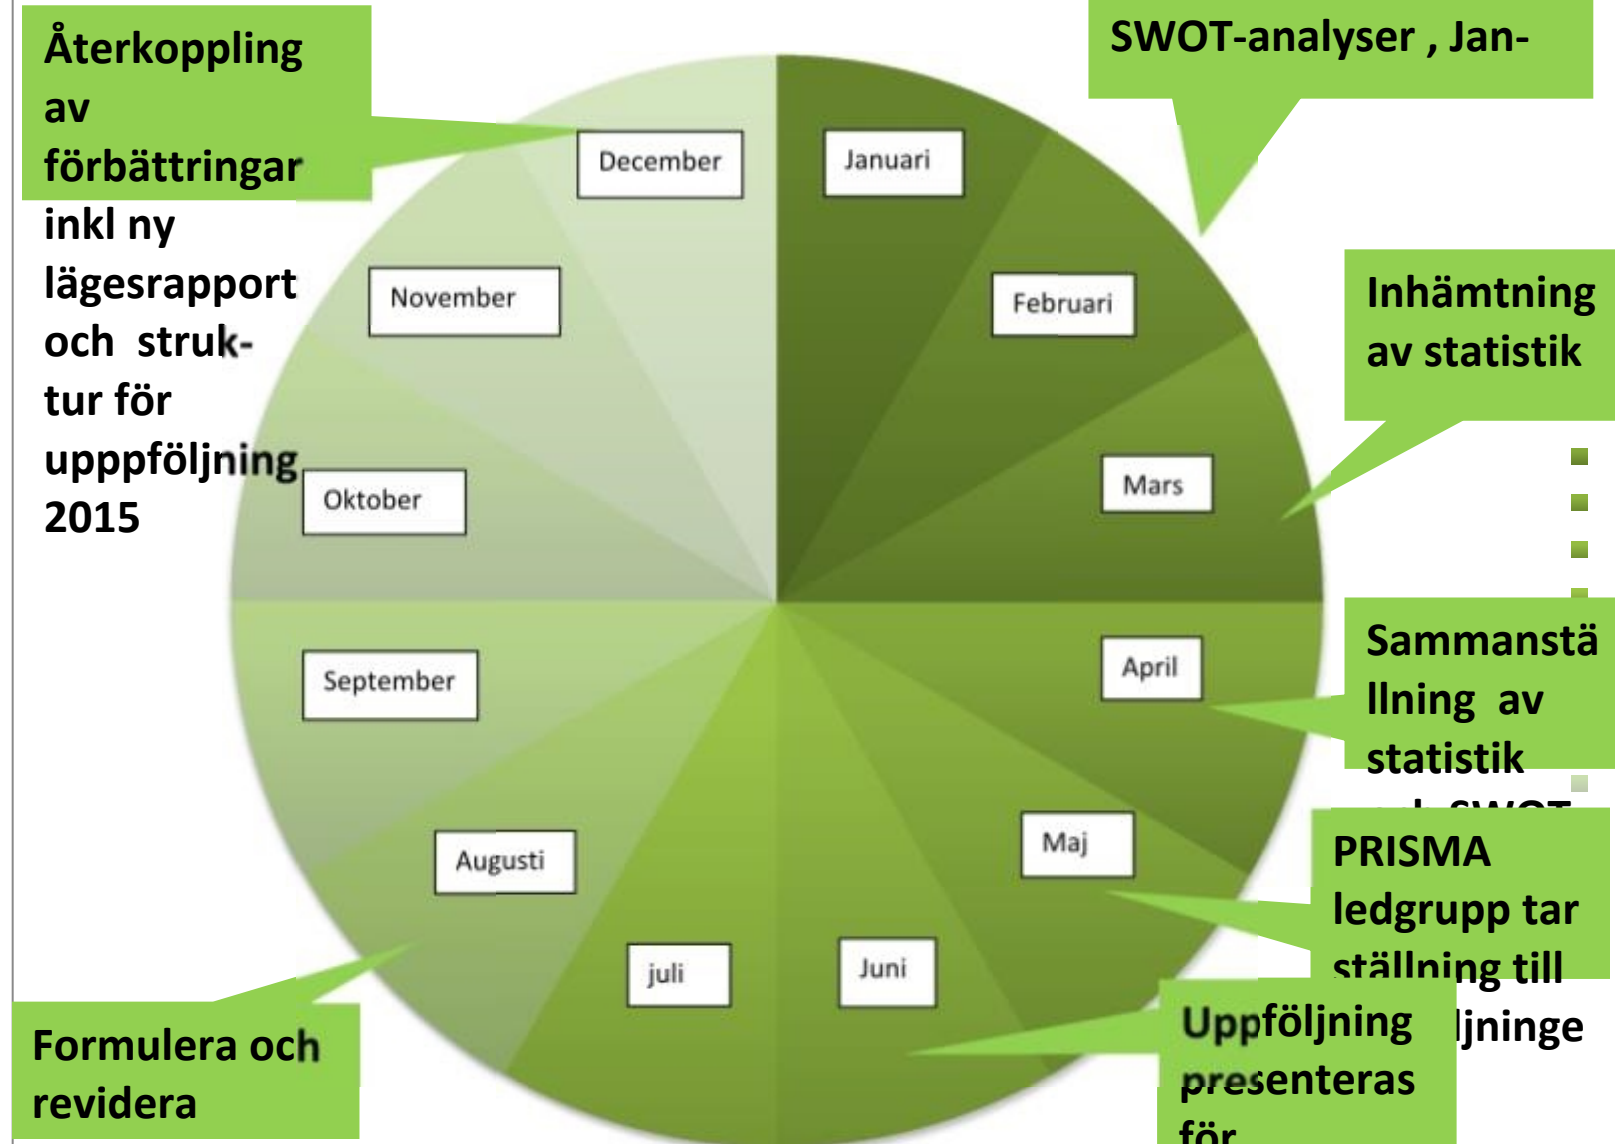 Återkoppling
av
förbättringar
inkl ny
lägesrapport
och struk-
tur för
upppföljning
2015
SWOT-analyser , Jan-
December
Januari
November
Februari
Inhämtning
av statistik
Oktober
Mars
September
April
Sammanstä
llning av
statistik
SWOT
Augusti
Maj
PRISMA
ledgrupp tar
ställning till
ljninge
juli
Juni
Uppföljning
presenteras
för
Formulera och
revidera